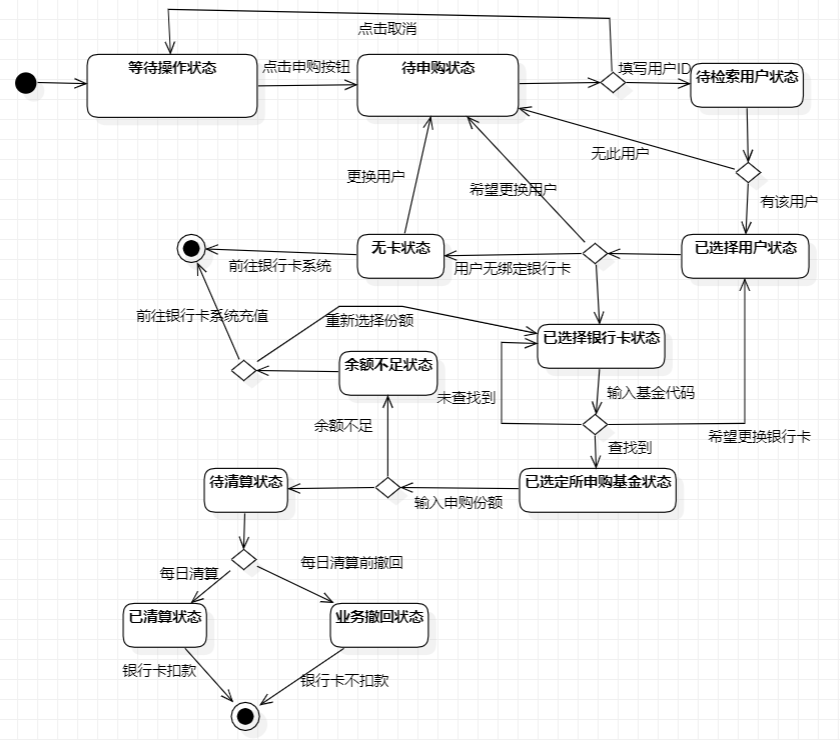 点击取消
等待操作状态
点击申购按钮
待申购状态
填写用户ID
待检索用户状态
无此用户
更换用户
希望更换用户
有该用户
无卡状态
已选择用户状态
前往银行卡系统
用户无绑定银行卡
前往银行卡系统充值
重新选择份额
已选择银行卡状态
余额不足状态
未查找到
输入基金代码
余额不足
希望更换银行卡
查找到
待清算状态
已选定所申购基金状态
输入申购份额
每日清算
每日清算前撤回
已清算状态
业务撤回状态
银行卡扣款
银行卡不扣款